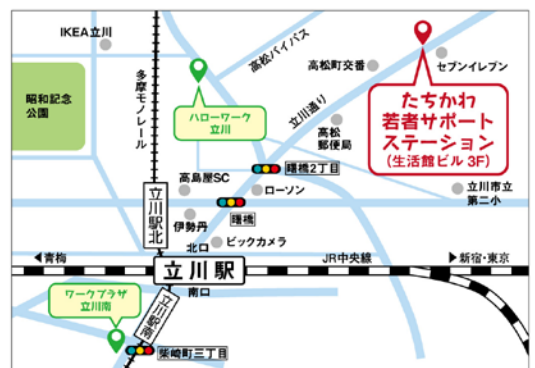 IKEA立川
多摩モノレール
高松バイパス
高松町交番
セブンイレブン
昭和記念
公園
ハローワーク
立川
立川通り
たちかわ
若者サポート
ステーション
(生活館ビル 3F)
高松
郵便局
曙橋2丁目
高島屋SC
ローソン
立川市立
第二小
立川駅北
伊勢丹
曙橋
北口
ビックカメラ
◀青梅
立川駅
JR中央線
▶新宿・東京
南口
ワークプラザ
立川南
立川駅南
柴崎町三丁目